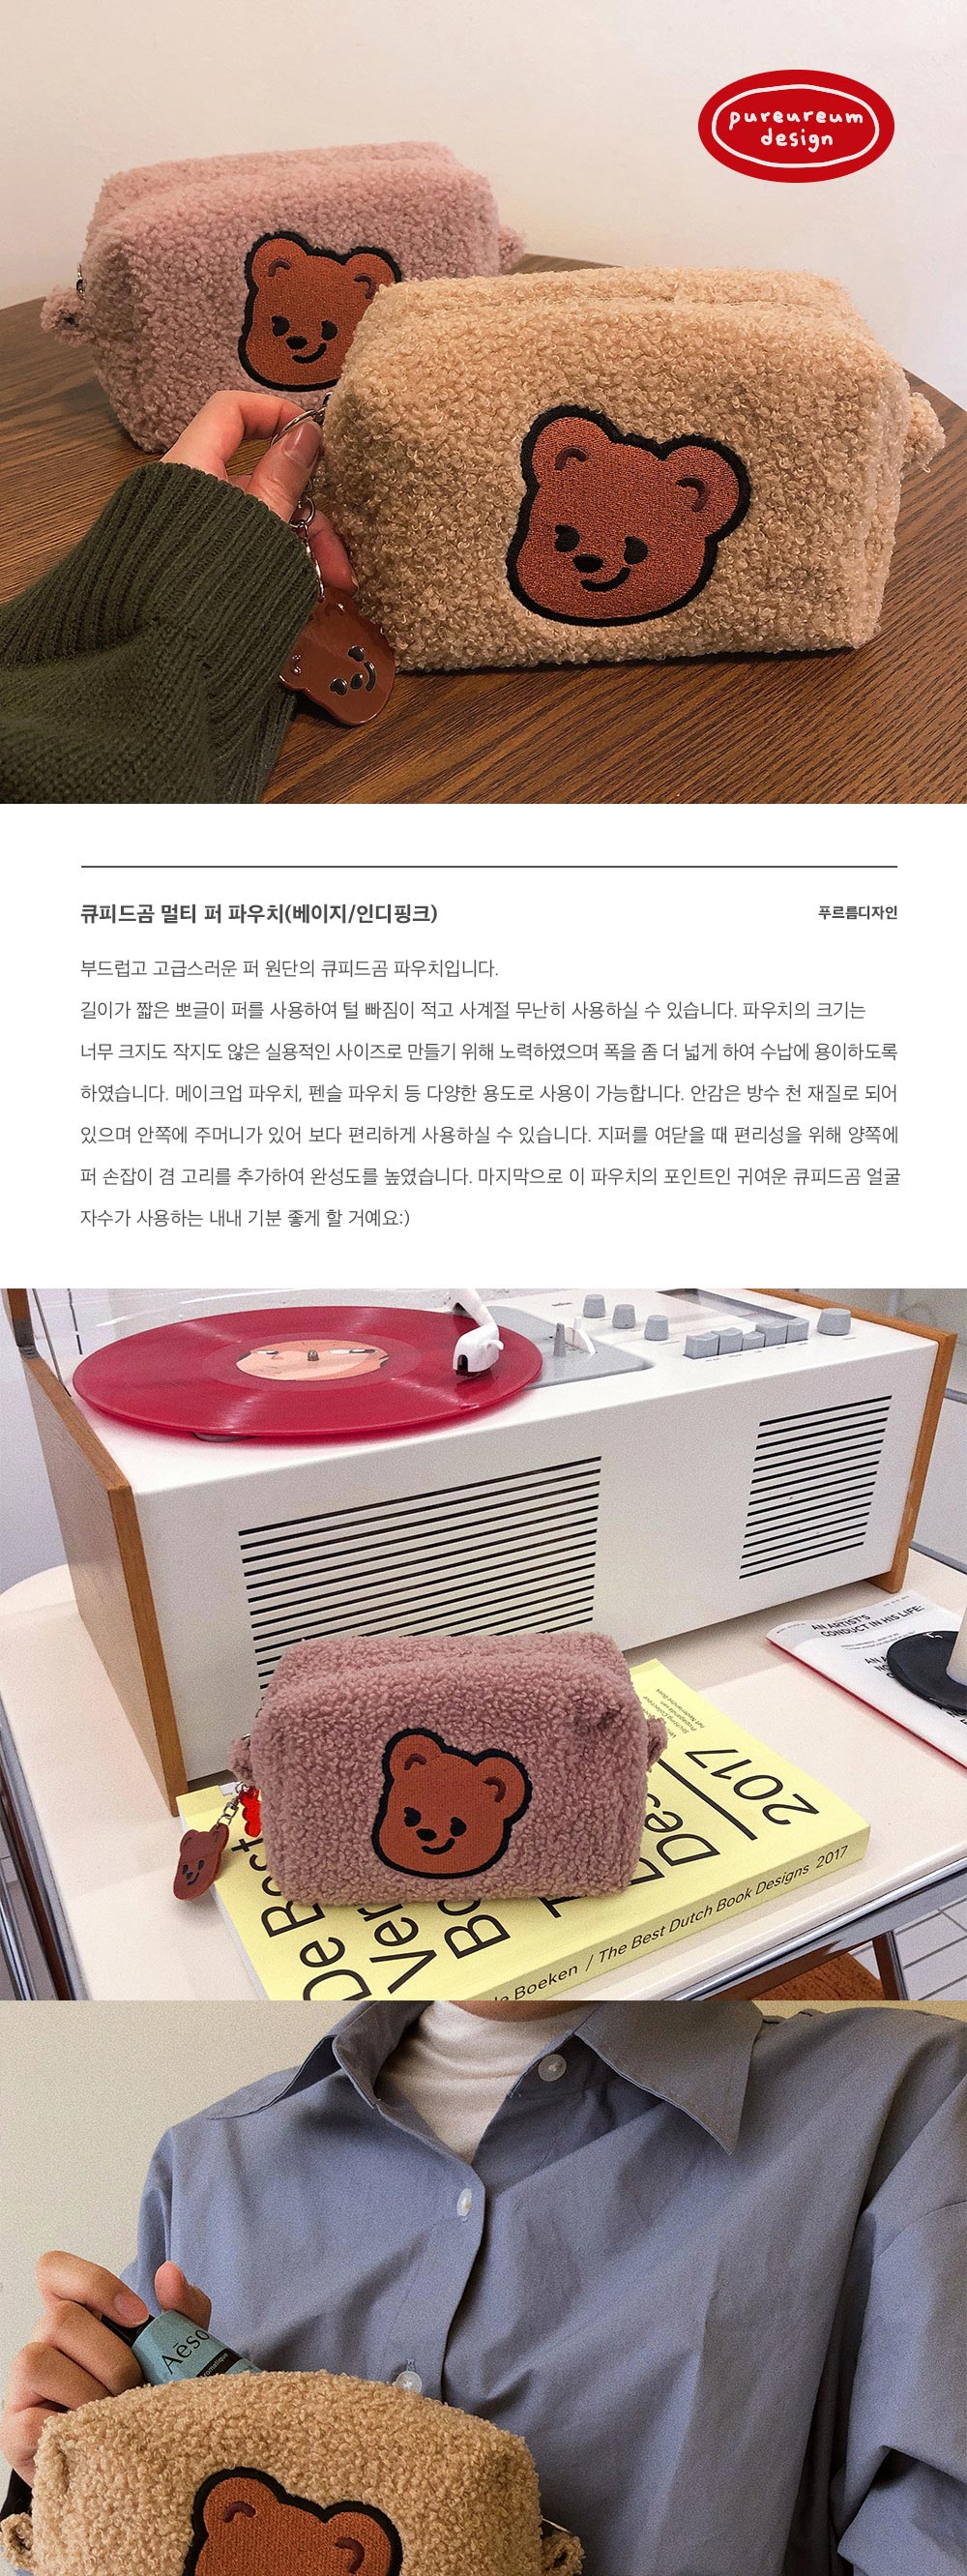 pureureum
design
큐피드곰 멀티 퍼 파우치(베이지/인디핑크)
푸르름디자인
부드럽고 고급스러운 퍼 원단의 큐피드곰 파우치입니다.
길이가 짧은 뽀글이 퍼를 사용하여 털 빠짐이 적고 사계절 무난히 사용하실 수 있습니다. 파우치의 크기는
너무 크지도 작지도 않은 실용적인 사이즈로 만들기 위해 노력하였으며 폭을 좀 더 넓게 하여 수납에 용이하도록
하였습니다. 메이크업 파우치, 펜슬 파우치 등 다양한 용도로 사용이 가능합니다. 안감은 방수 천 재질로 되어
있으며 안쪽에 주머니가 있어 보다 편리하게 사용하실 수 있습니다. 지퍼를 여닫을 때 편리성을 위해 양쪽에
퍼 손잡이 겸 고리를 추가하여 완성도를 높였습니다. 마지막으로 이 파우치의 포인트인 귀여운 큐피드곰 얼굴
자수가 사용하는 내내 기분 좋게 할 거예요:)
AN ARTIST'S
CONDUCT IN HIS LIFE:
De Best
Ver
Bo
De
2017
de Boeken / The Best Dutch Book Designs 2017
Aēso